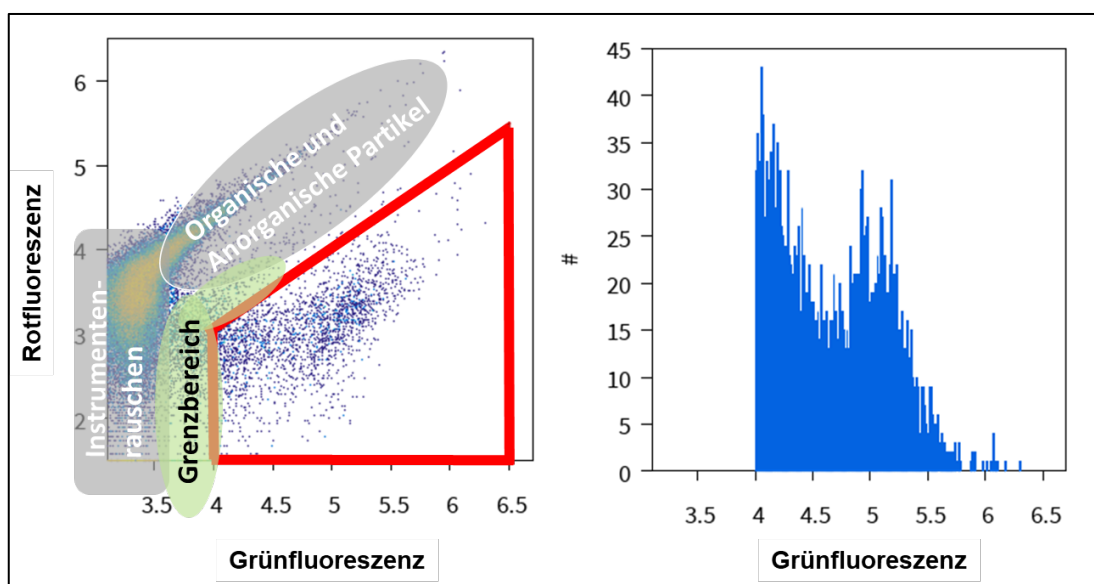 Rotfluoreszenz
6
5
4
3
2
Instrumenten-
rauschen
Grenzbereich
Organische und
Anorganische Partikel
3.5 4 4.5 5 5.5 6 6.5
Grünfluoreszenz
#
45
40
35
30
25
20
15
10
5
0
3.5 4 4.5 5 5.5 6 6.5
Grünfluoreszenz